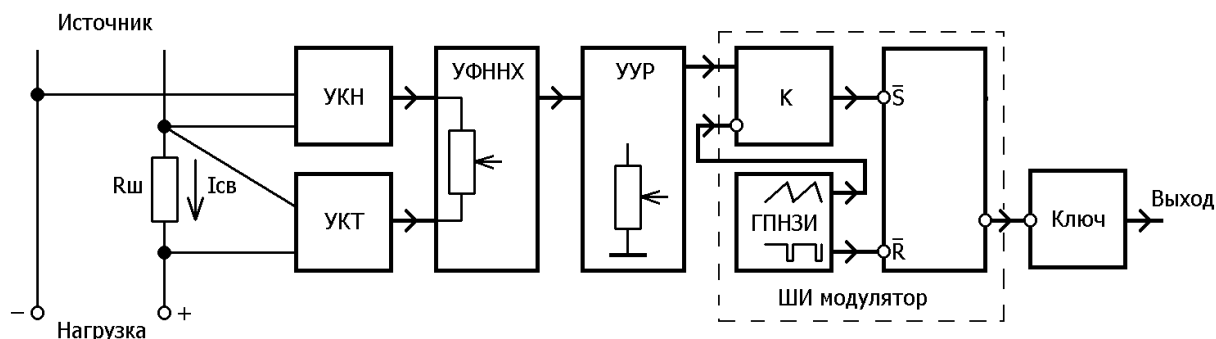 Источник
УКН
УФННХ
УУР
К
S
Rш
Iсв
УКТ
ГПНЗИ
R
Ключ
Выход
ШИ модулятор
− +
Нагрузка